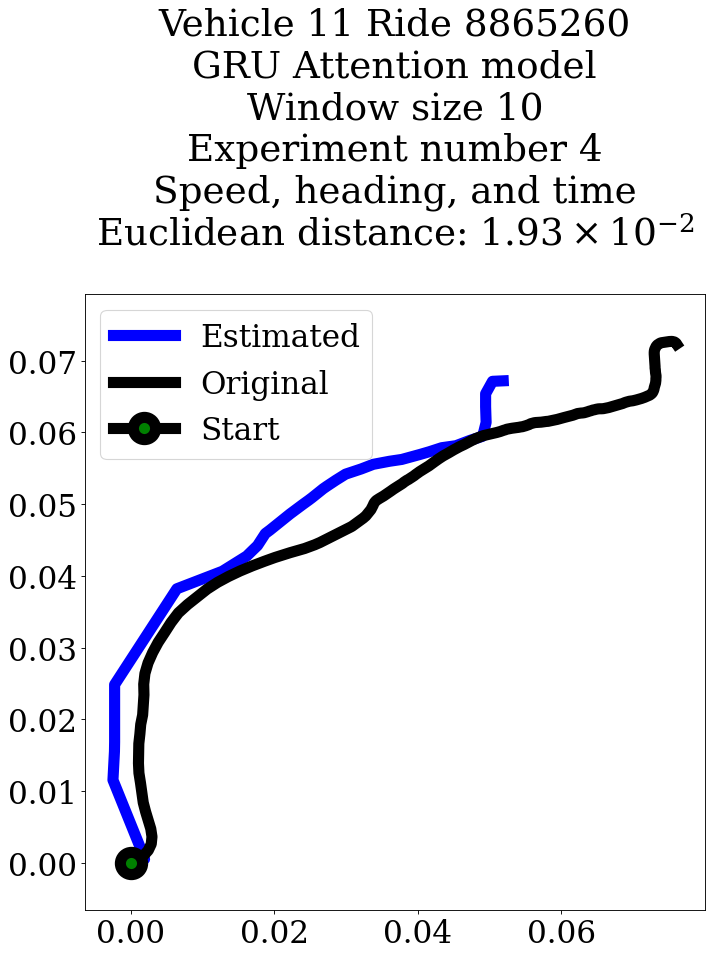 Vehicle 11 Ride 8865260
GRU Attention model
Window size 10
Experiment number 4
Speed, heading, and time
Euclidean distance: 1.93 × 10⁻²
Estimated
Original
Start
0.07
0.06
0.05
0.04
0.03
0.02
0.01
0.00
0.00 0.02 0.04 0.06